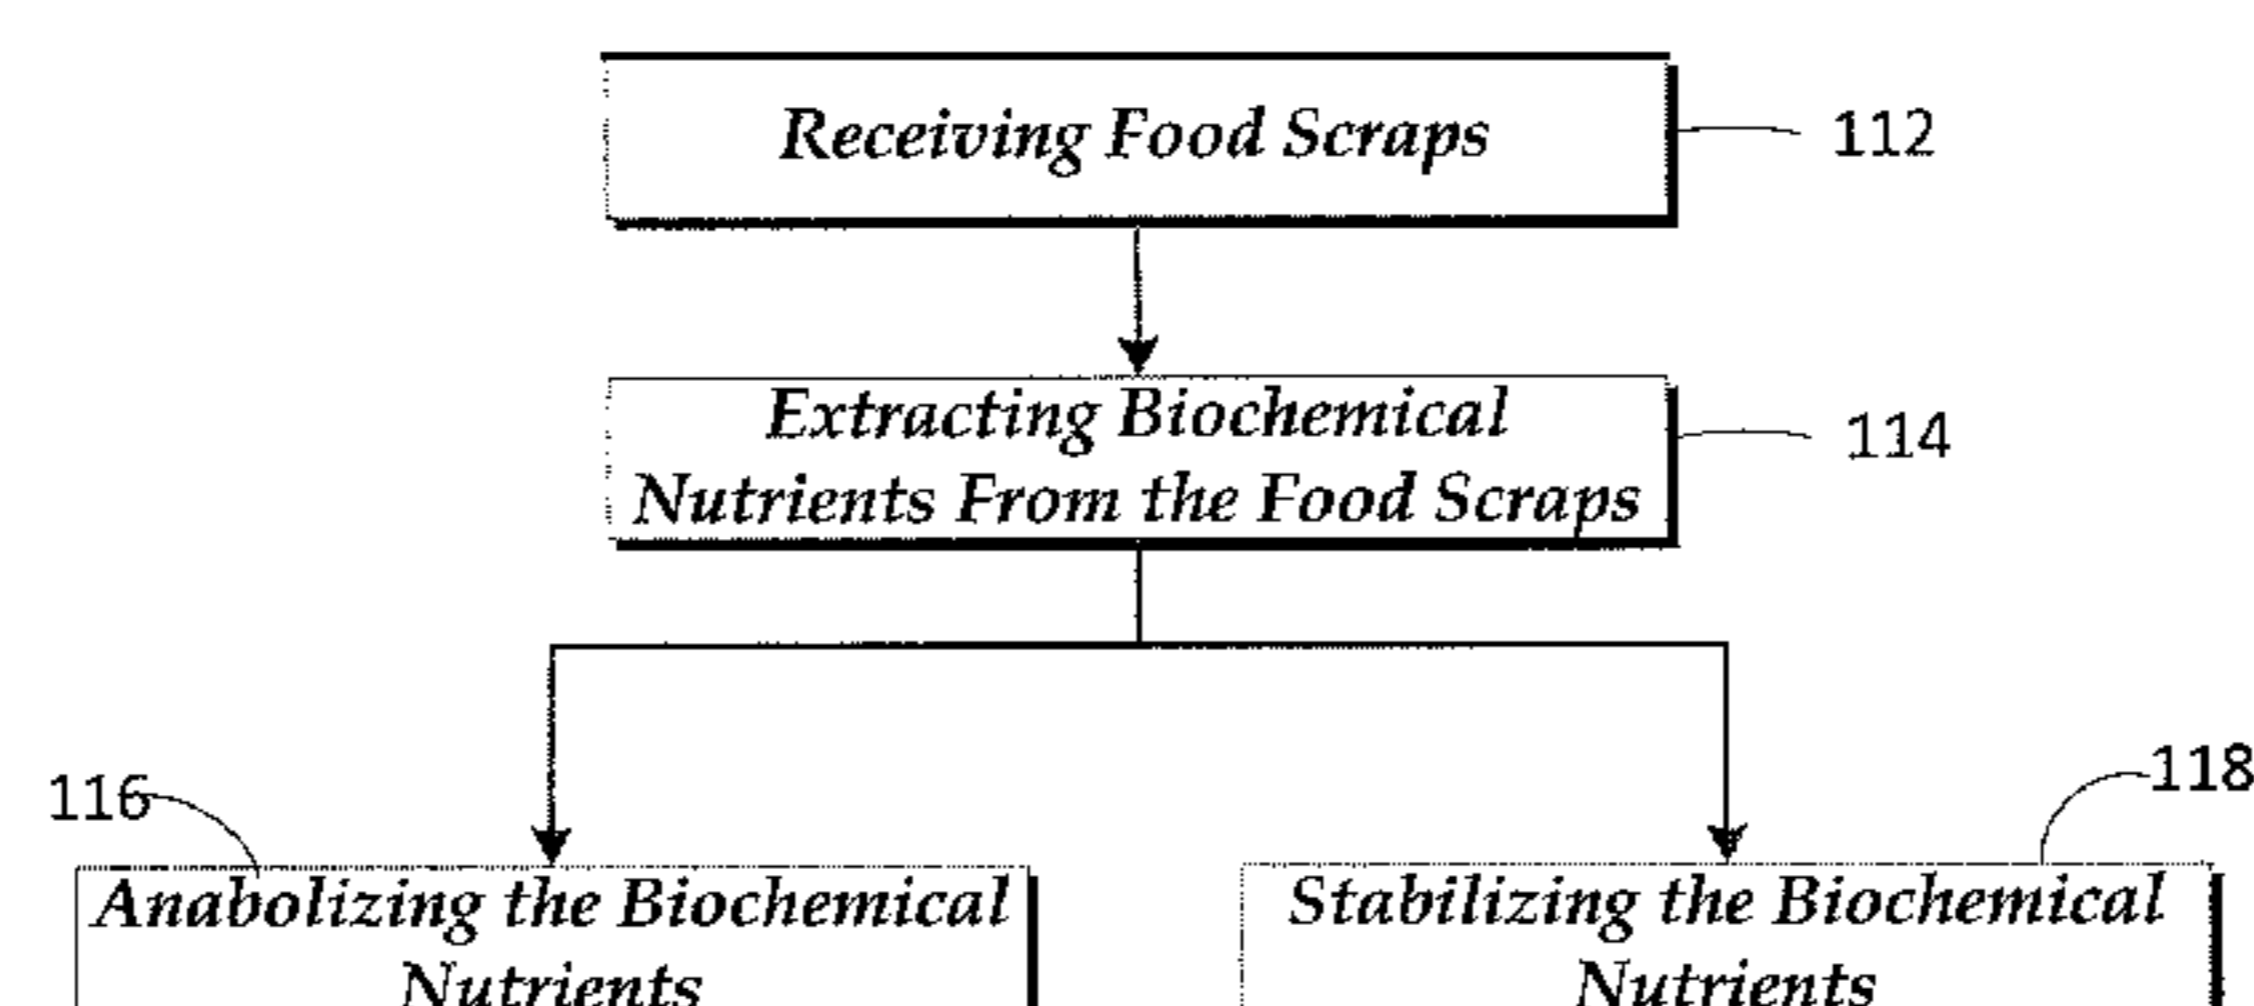 Receiving Food Scraps
112
Extracting Biochemical
Nutrients From the Food Scraps
114
116
118
Anabolizing the Biochemical
Nutrients
Stabilizing the Biochemical
Nutrients